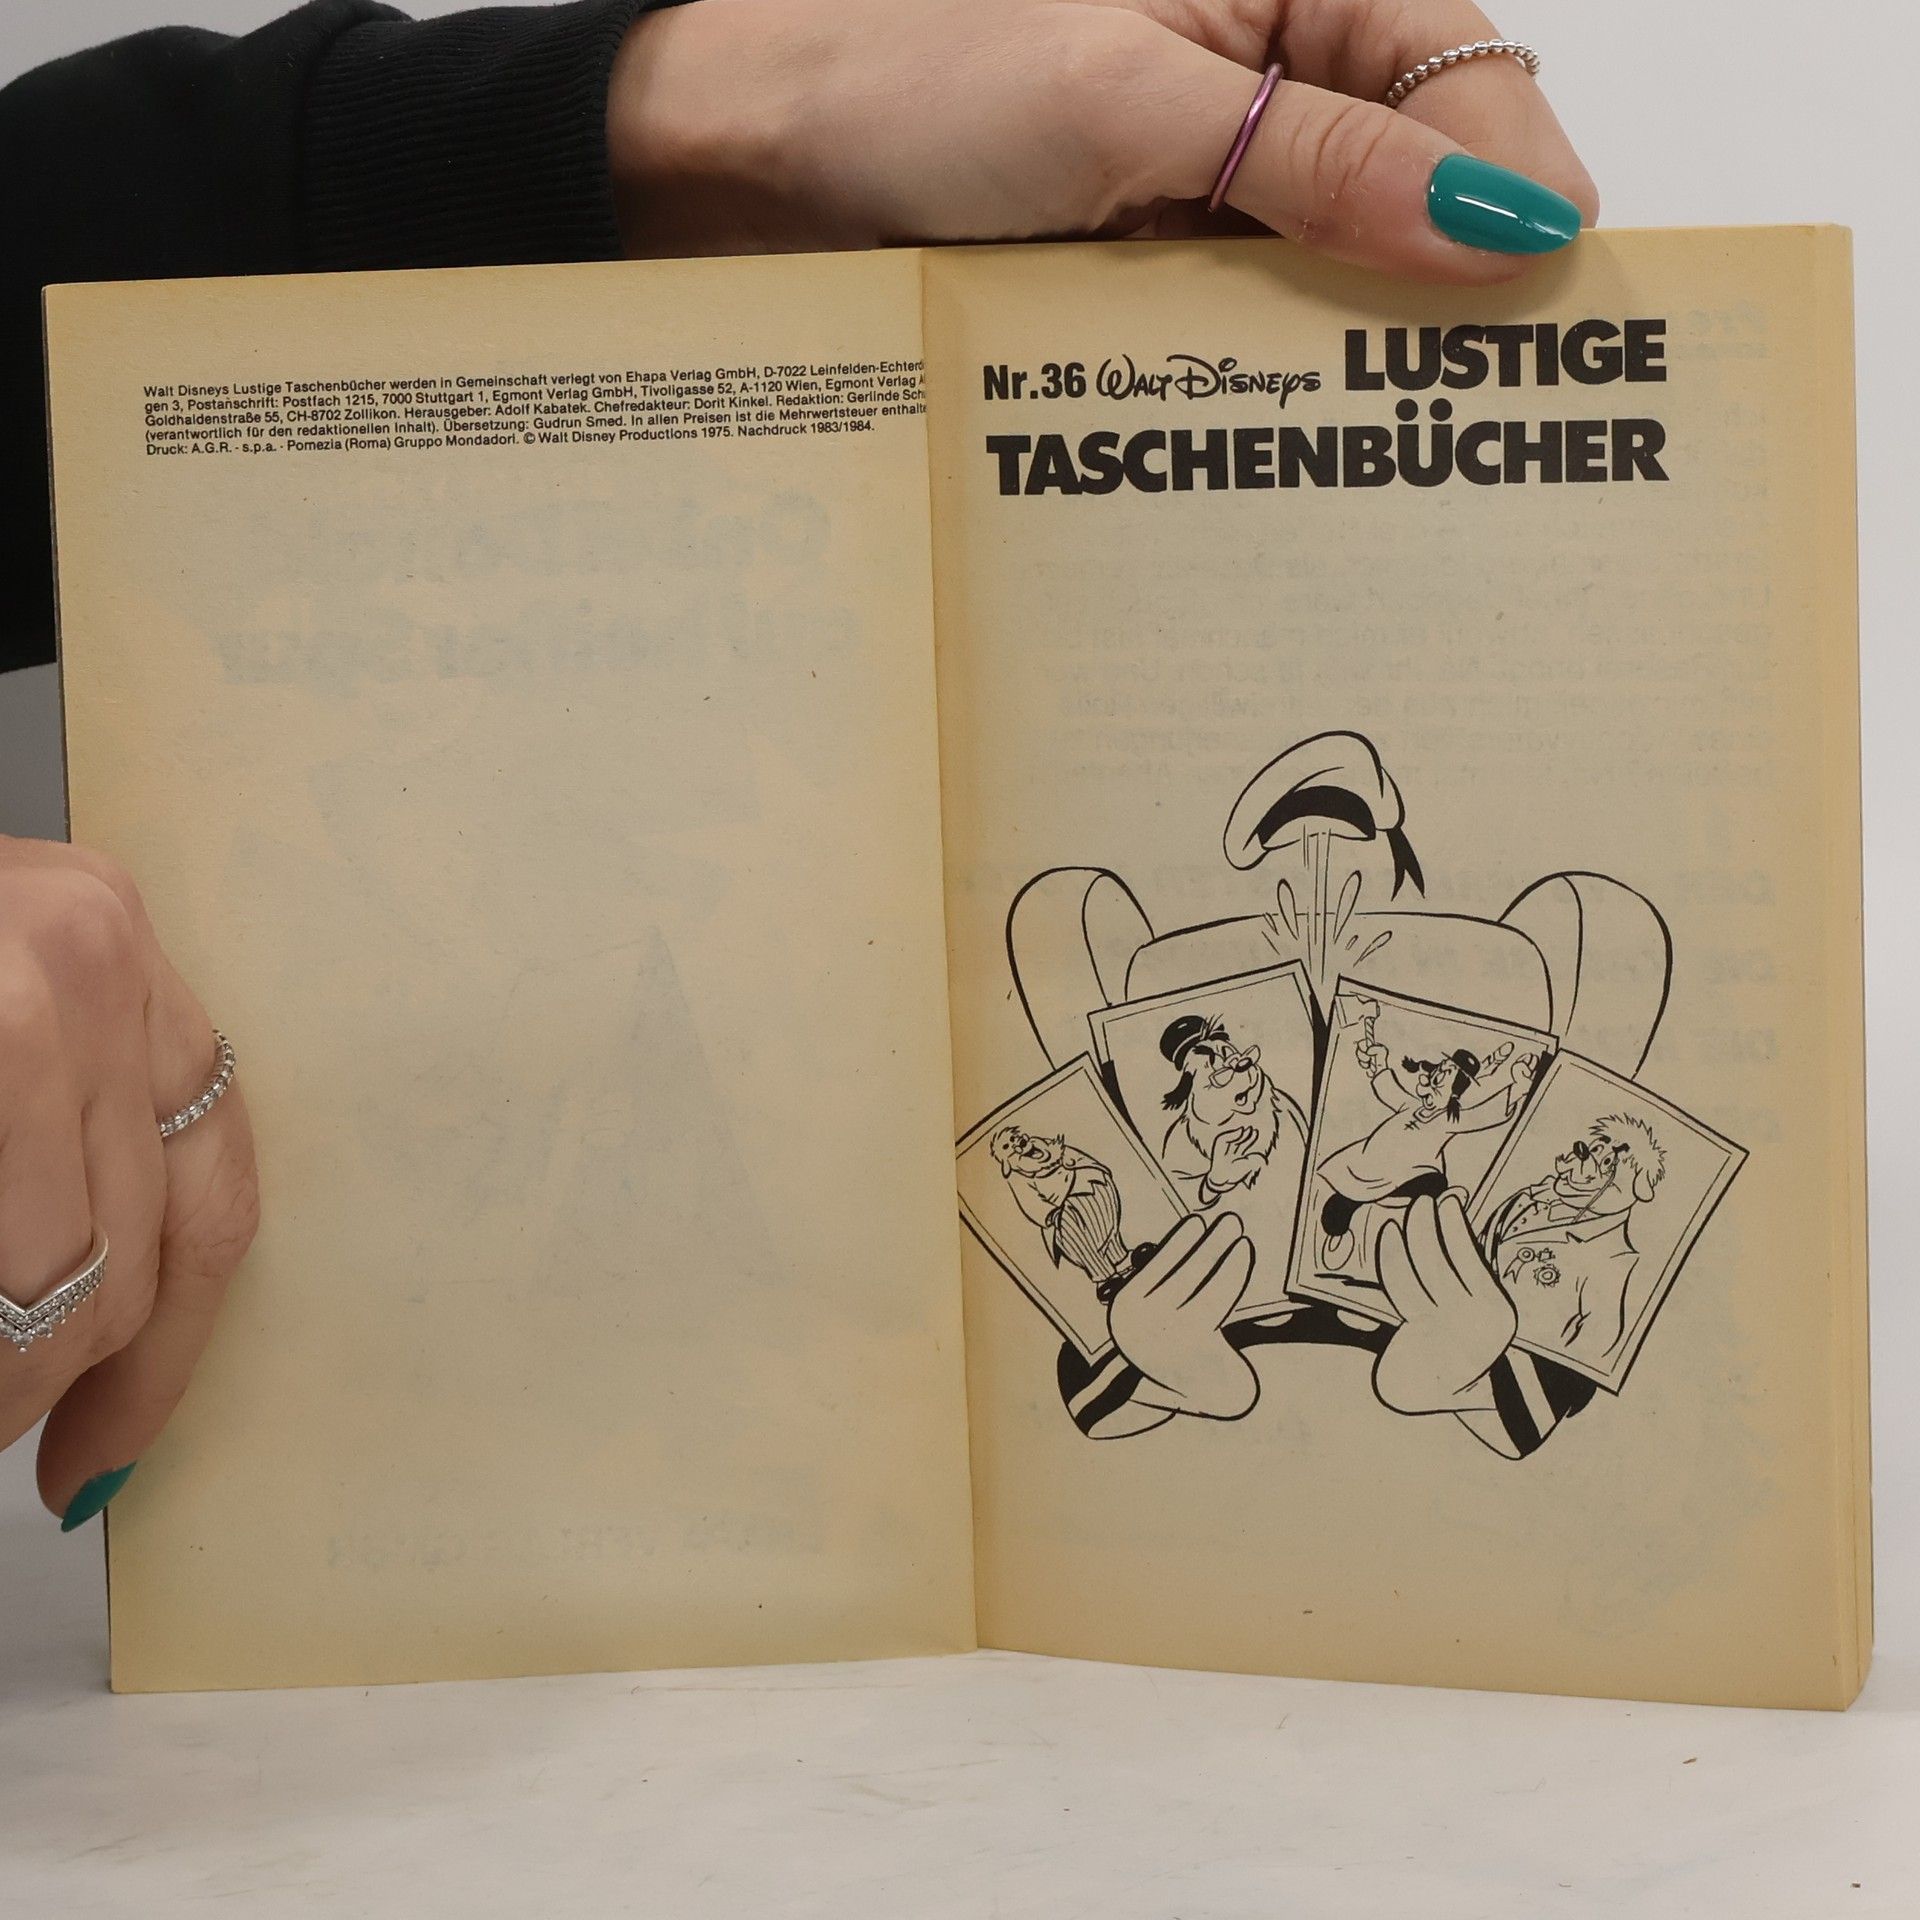 Walt Disneys Lustige Taschenbücher werden in Gemeinschaft verlegt von Ehapa Verlag GmbH, D-7022
gen 3, Postanschrift: Postfach 1215, 7000 Stuttgart 1, Egmont Verlag GmbH, Tivoligasse 52, A-1120 Wien, Egmont Verlag
Goldhaldenstraße 55, CH-8702 Zollikon. Herausgeber: Adolf Kabatek. Chefredakteur: Dorit Kinkel. Redaktion: Gerlinde
(verantwortlich für den redaktionellen Inhalt). Übersetzung: Gudrun Smed. In allen Preisen ist die Mehrwertsteuer
Druck: A.G.R. - s.p.a. - Pomezia (Roma) Gruppo Mondadori. © Walt Disney Productions 1975. Nachdruck 1983/1984.
Nr.36 WALT DISNEYS LUSTIGE
TASCHENBÜCHER